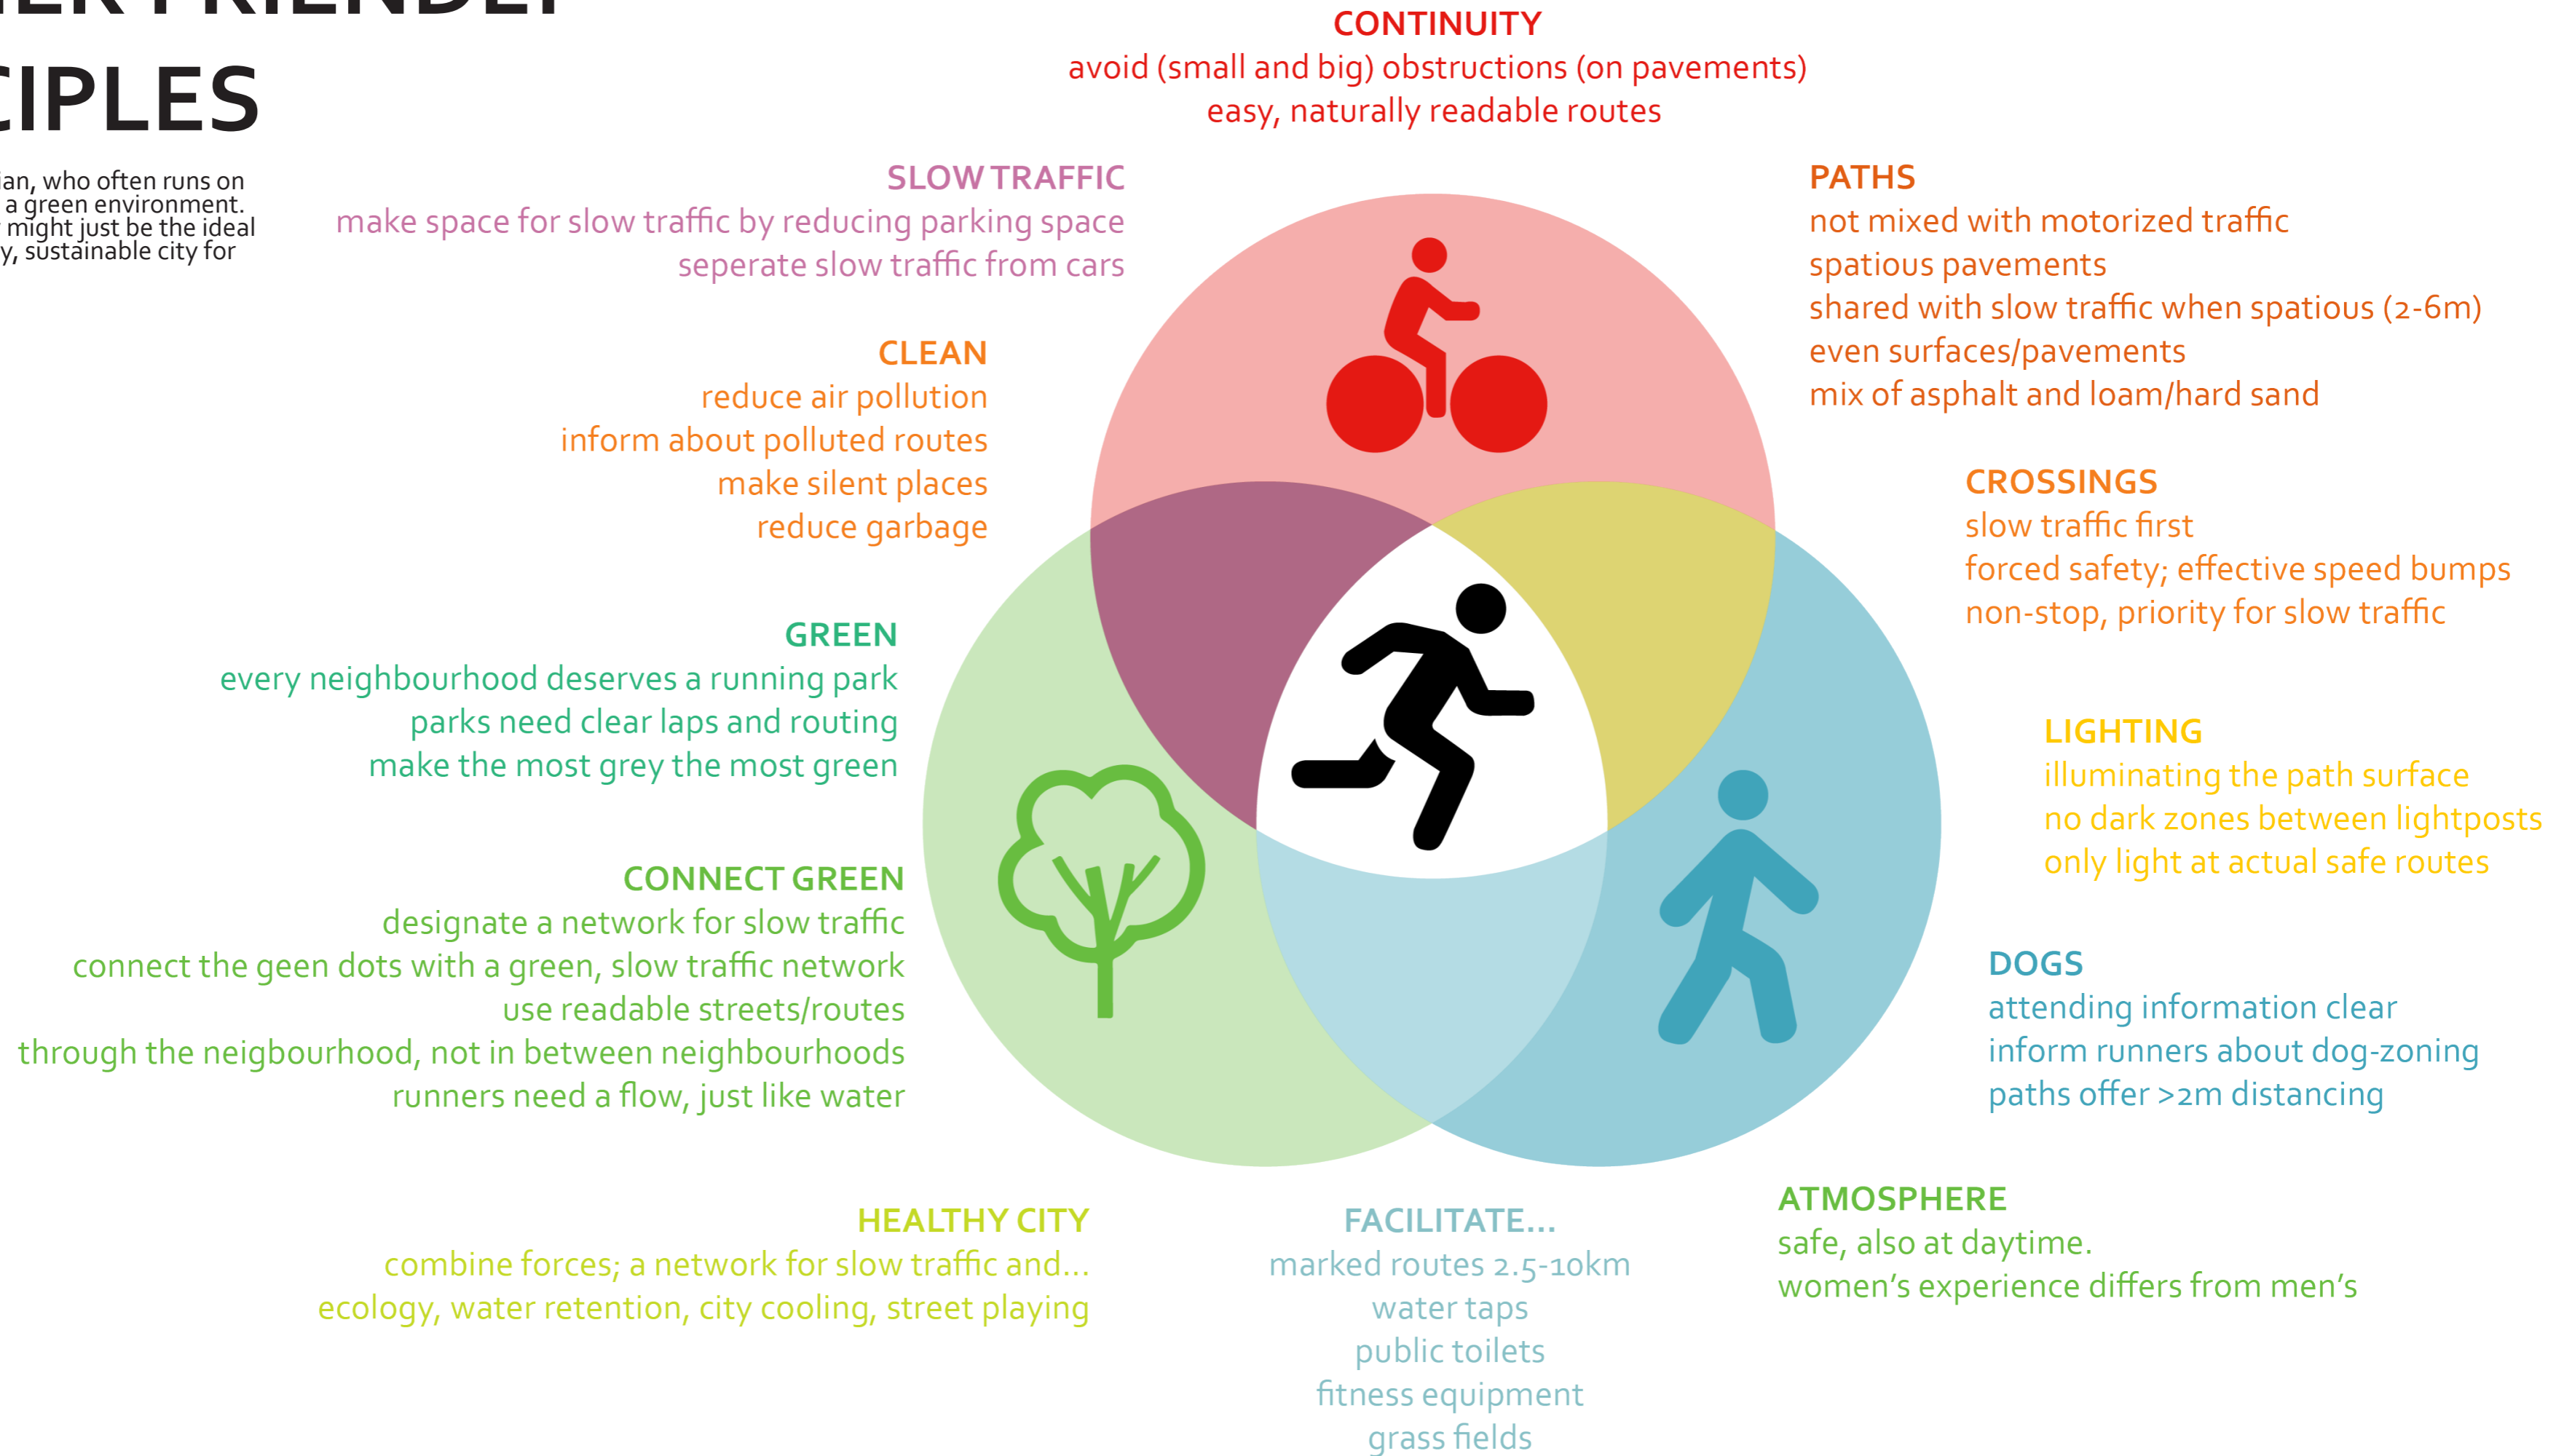 CIPLES
who often runs on
a green environment.
might just be the ideal
sustainable city for
CONTINUITY
avoid (small and big) obstructions (on pavements)
easy, naturally readable routes
SLOW TRAFFIC
make space for slow traffic by reducing parking space
seperate slow traffic from cars
CLEAN
reduce air pollution
inform about polluted routes
make silent places
reduce garbage
GREEN
every neighbourhood deserves a running park
parks need clear laps and routing
make the most grey the most green
CONNECT GREEN
designate a network for slow traffic
connect the geen dots with a green, slow traffic network
use readable streets/routes
through the neigbourhood, not in between neighbourhoods
runners need a flow, just like water
HEALTHY CITY
combine forces; a network for slow traffic and...
ecology, water retention, city cooling, street playing
FACILITATE...
marked routes 2.5-10km
water taps
public toilets
fitness equipment
grass fields
PATHS
not mixed with motorized traffic
spatious pavements
shared with slow traffic when spatious (2-6m)
even surfaces/pavements
mix of asphalt and loam/hard sand
CROSSINGS
slow traffic first
forced safety; effective speed bumps
non-stop, priority for slow traffic
LIGHTING
illuminating the path surface
no dark zones between lightposts
only light at actual safe routes
DOGS
attending information clear
inform runners about dog-zoning
paths offer >2m distancing
ATMOSPHERE
safe, also at daytime.
women's experience differs from men's